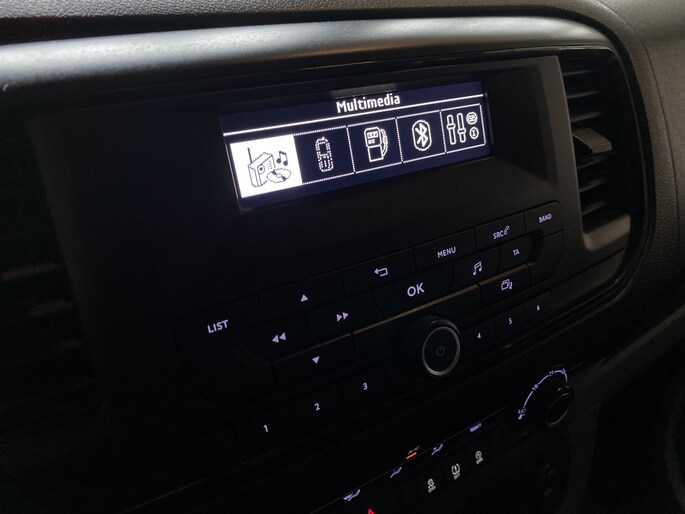 Multimedia
BAND
SRC
MENU
TA
OK
LIST
4 5 6
1 2 3